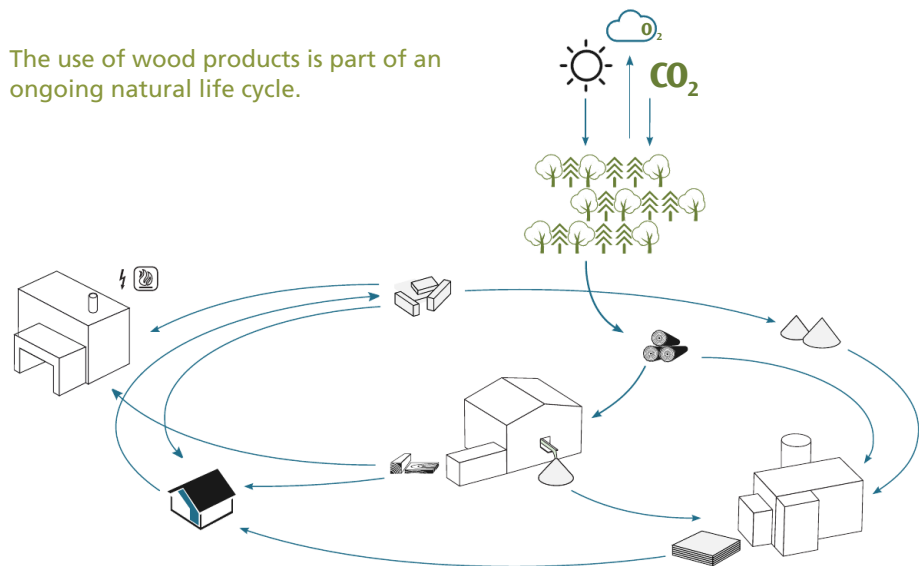 The use of wood products is part of an
ongoing natural life cycle.
O₂
CO₂